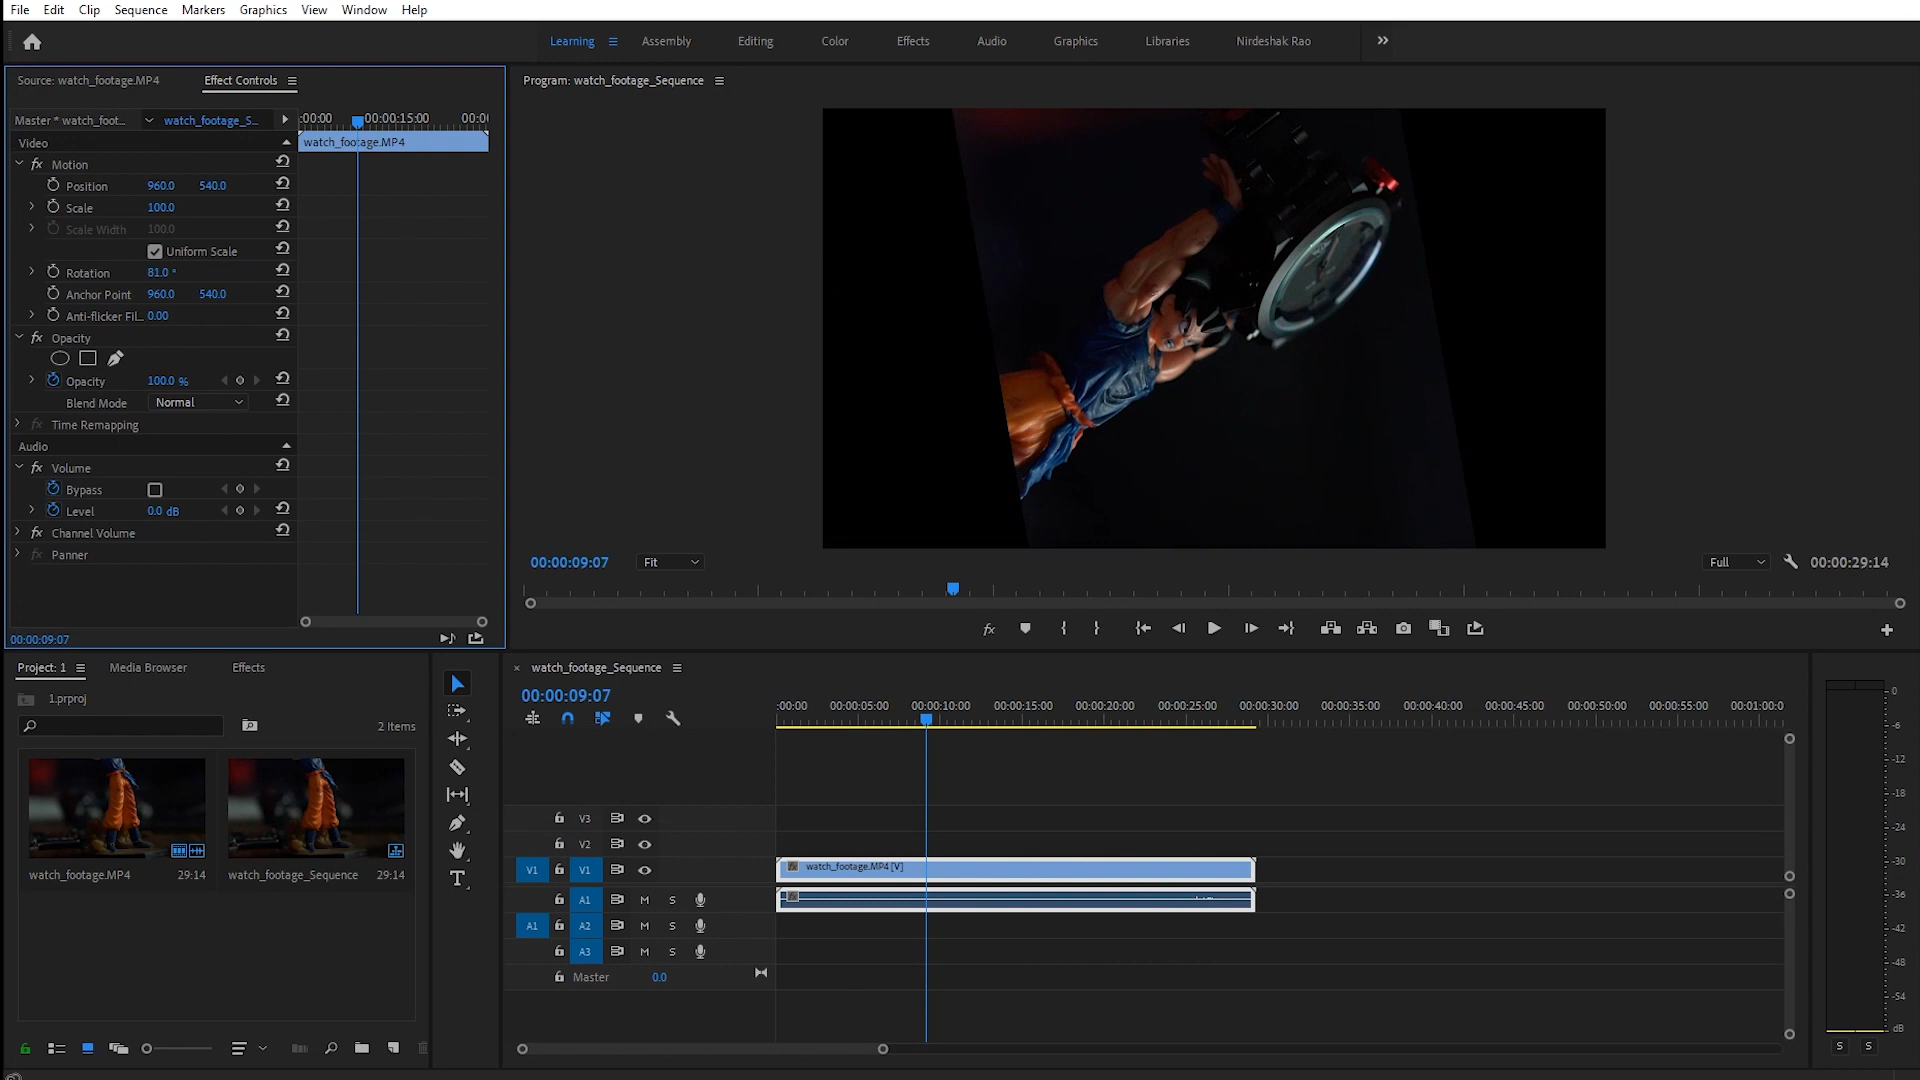 File Edit Clip Sequence Markers Graphics View Window Help
Learning Assembly Editing Color Effects Audio Graphics Libraries Nirdeshak Rao
Source: watch_footage.MP4 Effect Controls
Master * watch_foot... watch_footage_S... :00:00 00:00:15:00 00:0
Video watch_footage.MP4
fx Motion
Position 960.0 540.0
Scale 100.0
Scale Width 100.0
Uniform Scale
Rotation 81.0 °
Anchor Point 960.0 540.0
Anti-flicker Fil... 0.00
fx Opacity
Opacity 100.0 %
Blend Mode Normal
fx Time Remapping
Audio
fx Volume
Bypass
Level 0.0 dB
fx Channel Volume
fx Panner
00:00:09:07
Program: watch_footage_Sequence
00:00:09:07 Fit Full 00:00:29:14
fx
Project: 1 Media Browser Effects
1.prproj
2 Items
watch_footage.MP4 29:14 watch_footage_Sequence 29:14
× watch_footage_Sequence
00:00:09:07
:00:00 00:00:05:00 00:00:10:00 00:00:15:00 00:00:20:00 00:00:25:00 00:00:30:00 00:00:35:00 00:00:40:00 00:00:45:00 00:00:50:00 00:00:55:00 00:01:00:0
V3
V2
V1 V1 fx watch_footage.MP4 [V]
A1 M S fx
A1 A2 M S
A3 M S
Master 0.0
T
0
-6
-12
-18
-24
-30
-36
-42
-48
-54
dB
S S